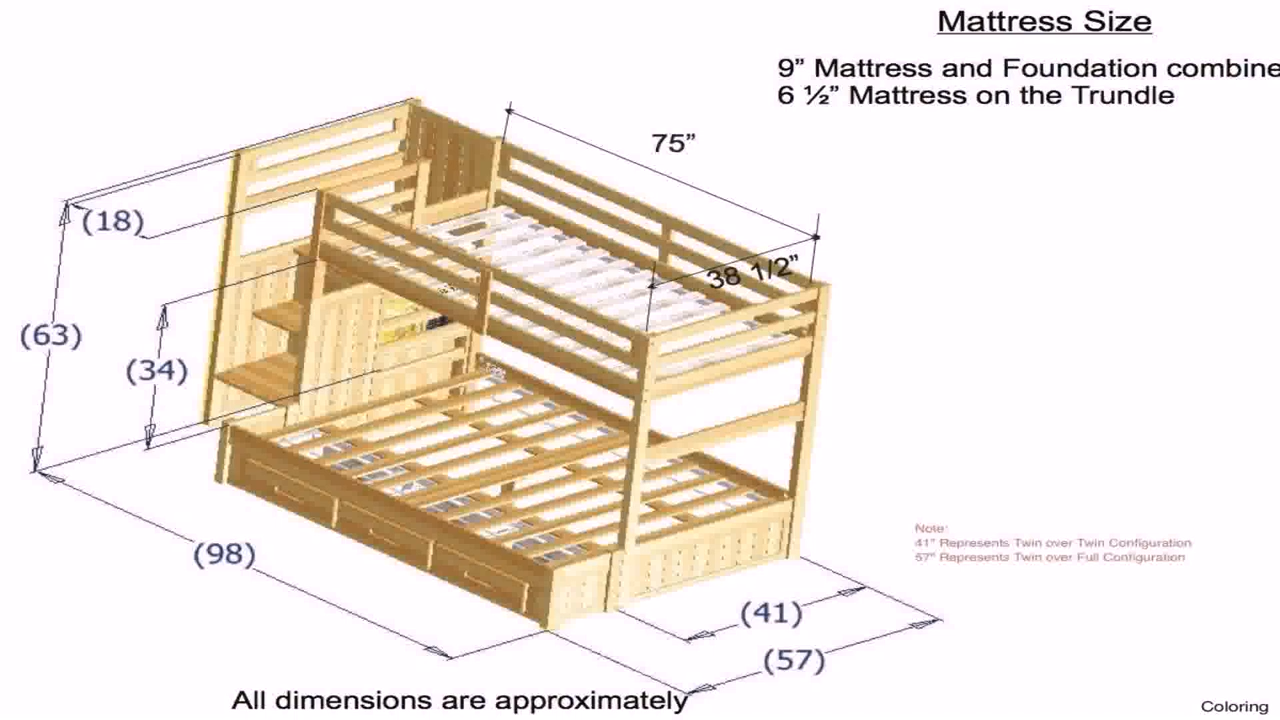 Mattress Size
9” Mattress and Foundation combine
6 ½” Mattress on the Trundle
75”
(18)
38 1/2”
(63)
(34)
Note:
41" Represents Twin over Twin Configuration
57" Represents Twin over Full Configuration
(98)
(41)
(57)
All dimensions are approximately
Coloring